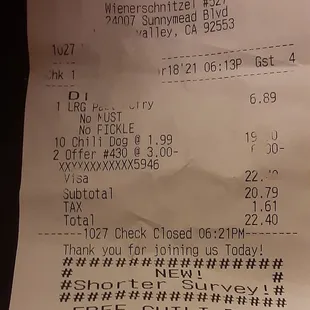 Wienerschnitzel #527
24007 Sunnymead Blvd
valley, CA 92553
1027
Chk 1 18'21 06:13P Gst 4
1 LRG 6.89
No MUST
No PICKLE
10 Chili Dog @ 1.99
2 Offer #430 @ 3.00-
XXXXXXXXXXXX5946
Visa
Subtotal 20.79
TAX 1.61
Total 22.40
1027 Check Closed 06:21PM
Thank you for joining us Today!
#################
# NEW! #
#Shorter Survey!#
#################